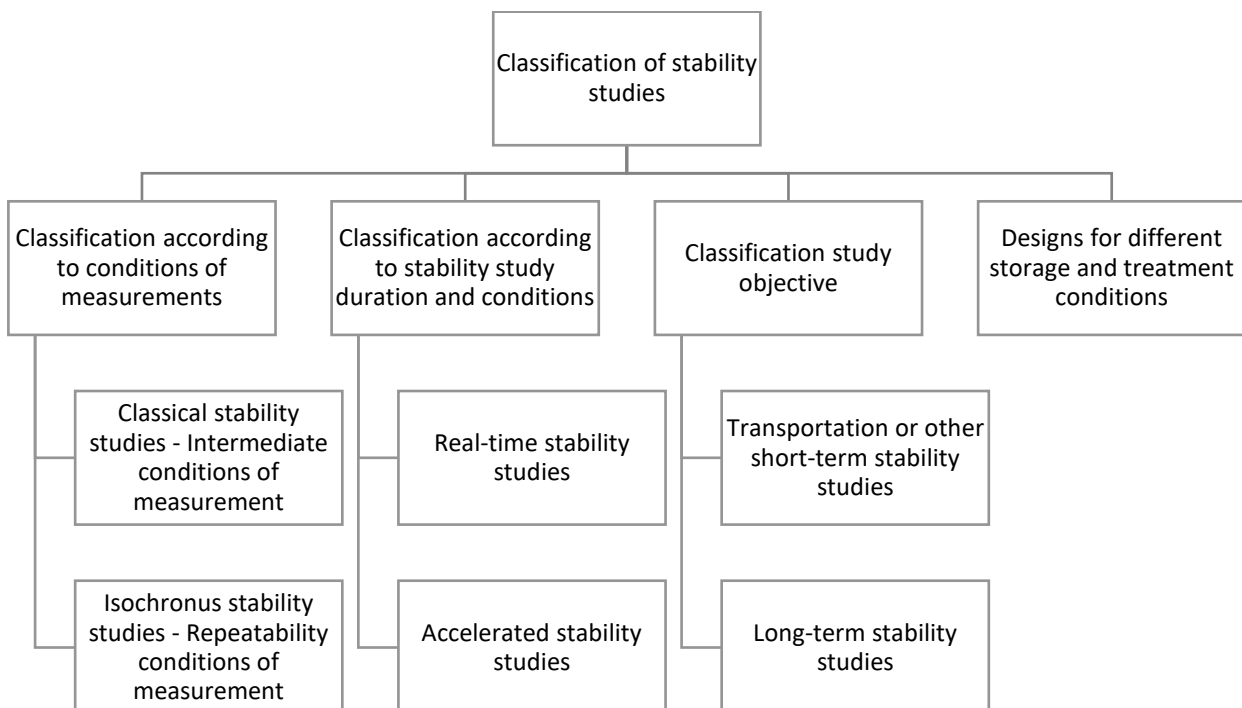 Classification of stability
studies
Classification according
to conditions of
measurements
Classification according
to stability study
duration and conditions
Classification study
objective
Designs for different
storage and treatment
conditions
Classical stability
studies - Intermediate
conditions of
measurement
Real-time stability
studies
Transportation or other
short-term stability
studies
Isochronus stability
studies - Repeatability
conditions of
measurement
Accelerated stability
studies
Long-term stability
studies